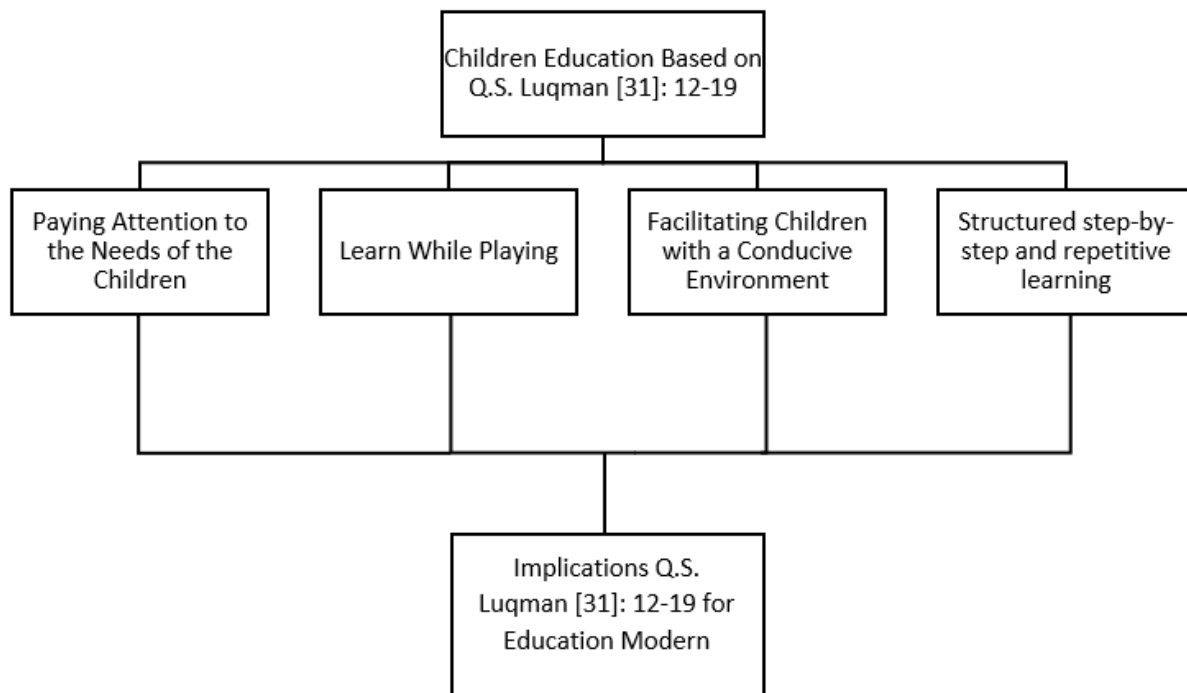 Children Education Based on
Q.S. Luqman [31]: 12-19
Paying Attention to
the Needs of the
Children
Learn While Playing
Facilitating Children
with a Conducive
Environment
Structured step-by-
step and repetitive
learning
Implications Q.S.
Luqman [31]: 12-19 for
Education Modern